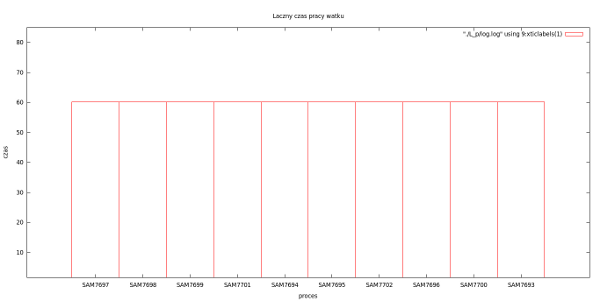 Laczny czas pracy watku
"./L_p/log.log" using 9:xticlabels(1)
80
70
60
50
40
30
20
10
czas
SAM7697 SAM7698 SAM7699 SAM7701 SAM7694 SAM7695 SAM7702 SAM7696 SAM7700 SAM7693
proces